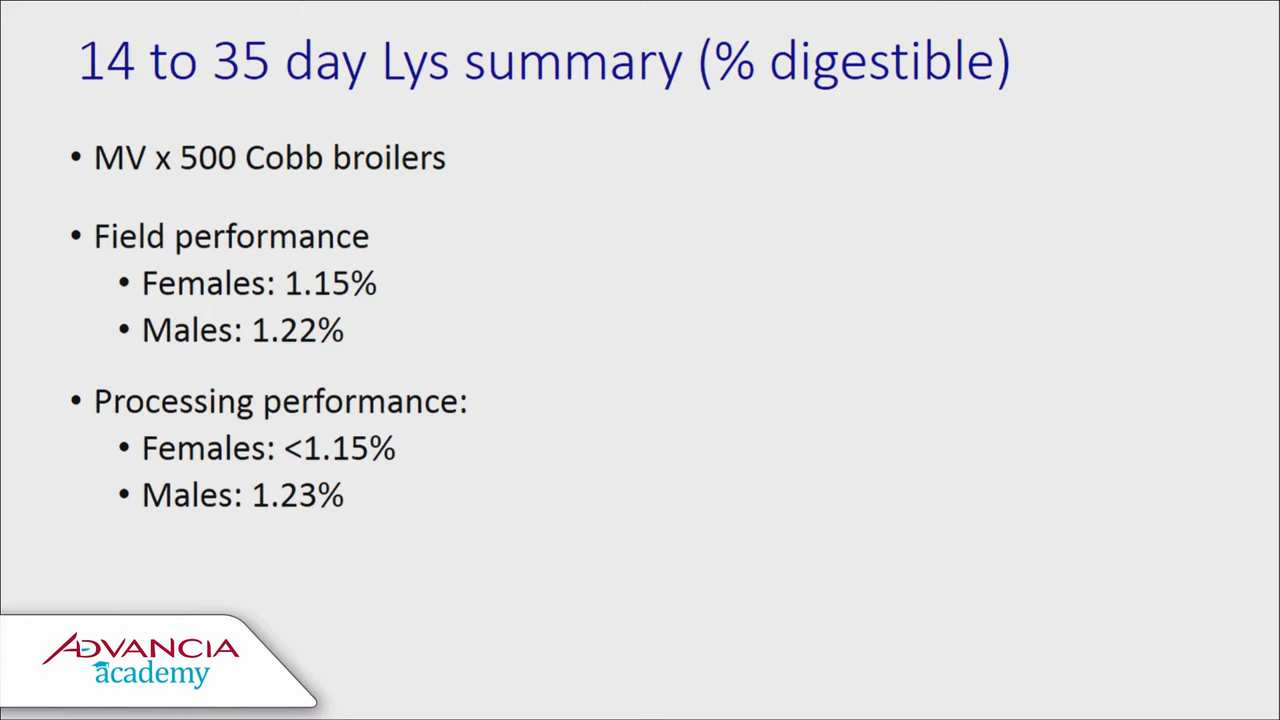 14 to 35 day Lys summary (% digestible)
• MV x 500 Cobb broilers
• Field performance
• Females: 1.15%
• Males: 1.22%
• Processing performance:
• Females: <1.15%
• Males: 1.23%
ADVANCIA
academy